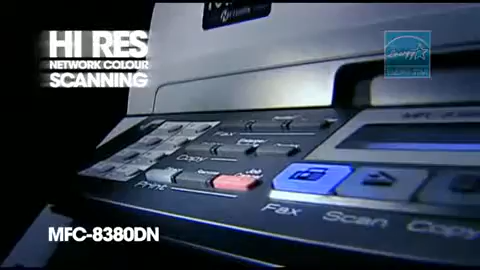 HI RES
NETWORK COLOUR
SCANNING
Fax
Copy
Print
Fax Scan Copy
MFC-8380DN